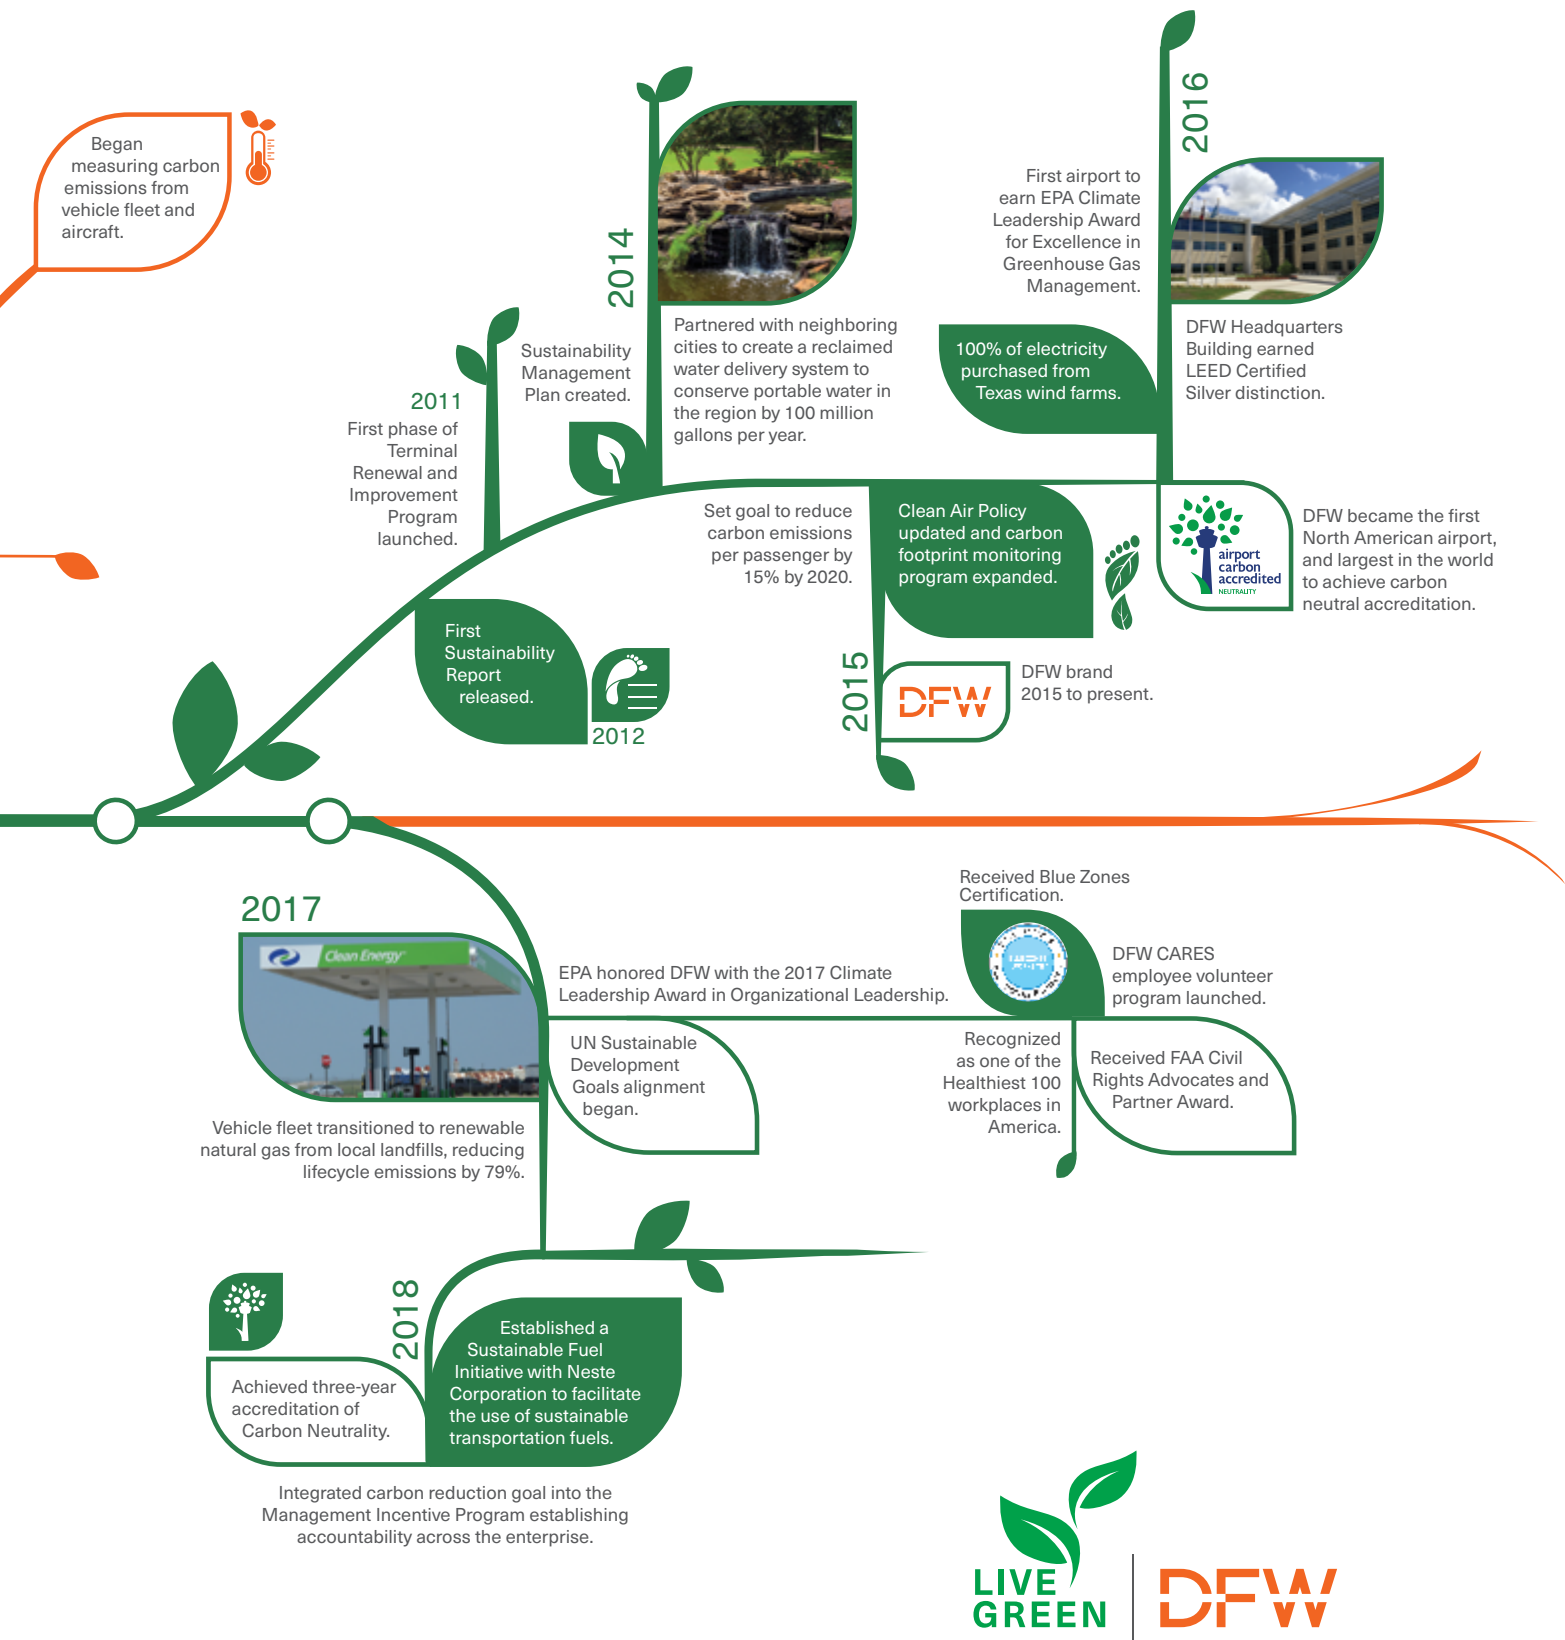 Began
measuring carbon
emissions from
vehicle fleet and
aircraft.
2011
First phase of
Terminal
Renewal and
Improvement
Program
launched.
First
Sustainability
Report
released.
2012
2014
Sustainability
Management
Plan created.
Partnered with neighboring
cities to create a reclaimed
water delivery system to
conserve portable water in
the region by 100 million
gallons per year.
2015
Set goal to reduce
carbon emissions
per passenger by
15% by 2020.
Clean Air Policy
updated and carbon
footprint monitoring
program expanded.
DFW
DFW brand
2015 to present.
2016
First airport to
earn EPA Climate
Leadership Award
for Excellence in
Greenhouse Gas
Management.
100% of electricity
purchased from
Texas wind farms.
DFW Headquarters
Building earned
LEED Certified
Silver distinction.
airport
carbon
accredited
NEUTRALITY
DFW became the first
North American airport,
and largest in the world
to achieve carbon
neutral accreditation.
2017
Clean Energy
Vehicle fleet transitioned to renewable
natural gas from local landfills, reducing
lifecycle emissions by 79%.
EPA honored DFW with the 2017 Climate
Leadership Award in Organizational Leadership.
UN Sustainable
Development
Goals alignment
began.
Received Blue Zones
Certification.
DFW CARES
employee volunteer
program launched.
Recognized
as one of the
Healthiest 100
workplaces in
America.
Received FAA Civil
Rights Advocates and
Partner Award.
2018
Achieved three-year
accreditation of
Carbon Neutrality.
Established a
Sustainable Fuel
Initiative with Neste
Corporation to facilitate
the use of sustainable
transportation fuels.
Integrated carbon reduction goal into the
Management Incentive Program establishing
accountability across the enterprise.
LIVE
GREEN
DFW